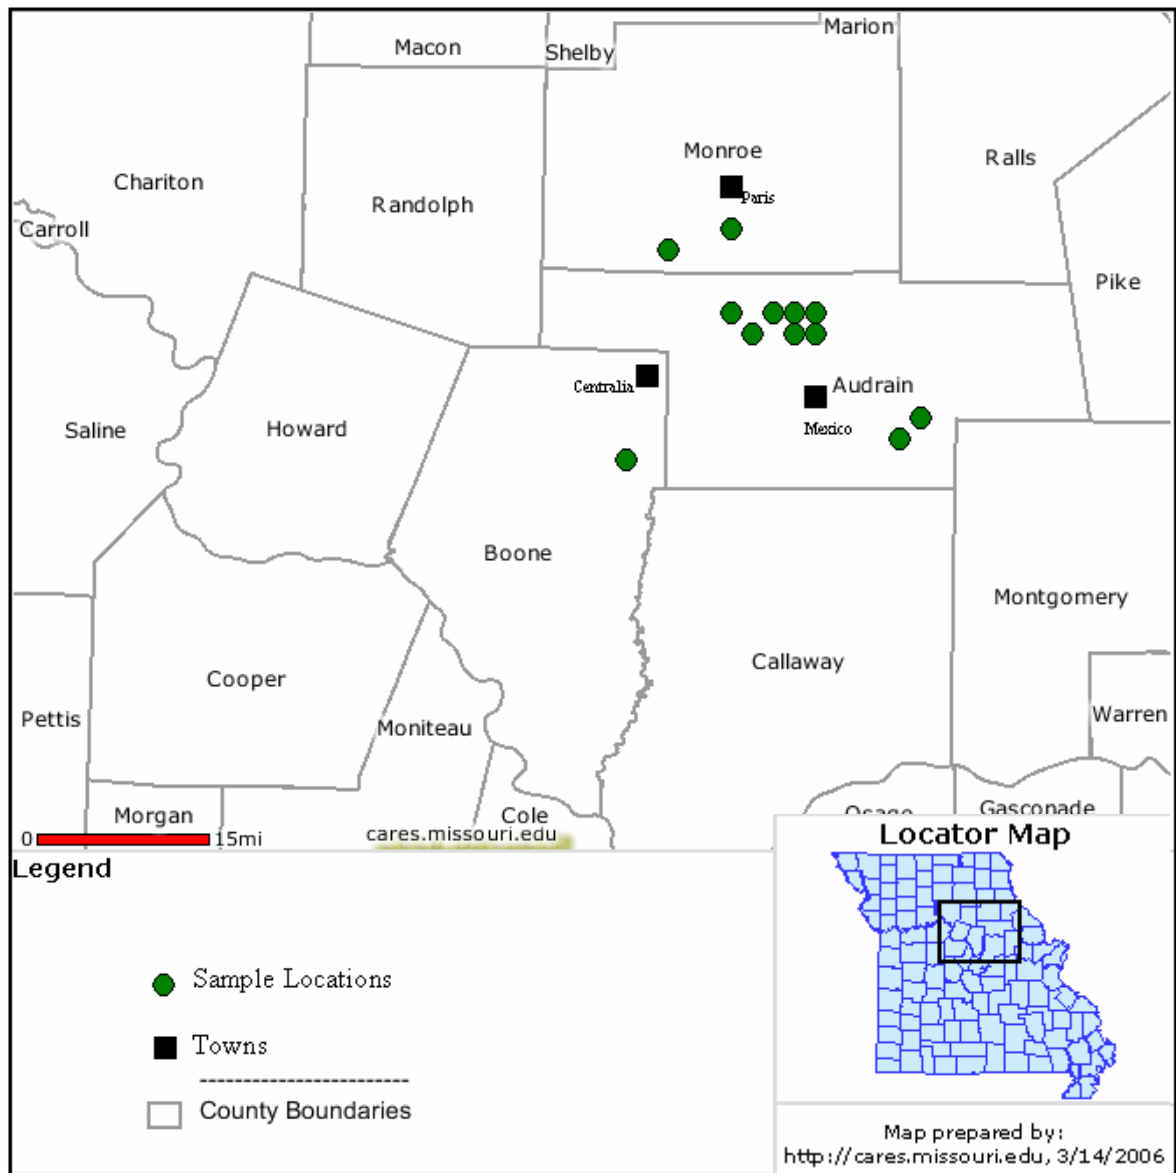 Marion
Macon
Shelby
Monroe
Ralls
Chariton
Paris
Randolph
Carroll
Pike
Centralia
Audrain
Saline
Howard
Mexico
Boone
Montgomery
Callaway
Cooper
Pettis
Moniteau
Warren
Morgan
Cole
Osage
Gasconade
0 15mi
cares.missouri.edu
Legend
Sample Locations
Towns
------------------------
County Boundaries
Locator Map
Map prepared by:
http://cares.missouri.edu, 3/14/2006